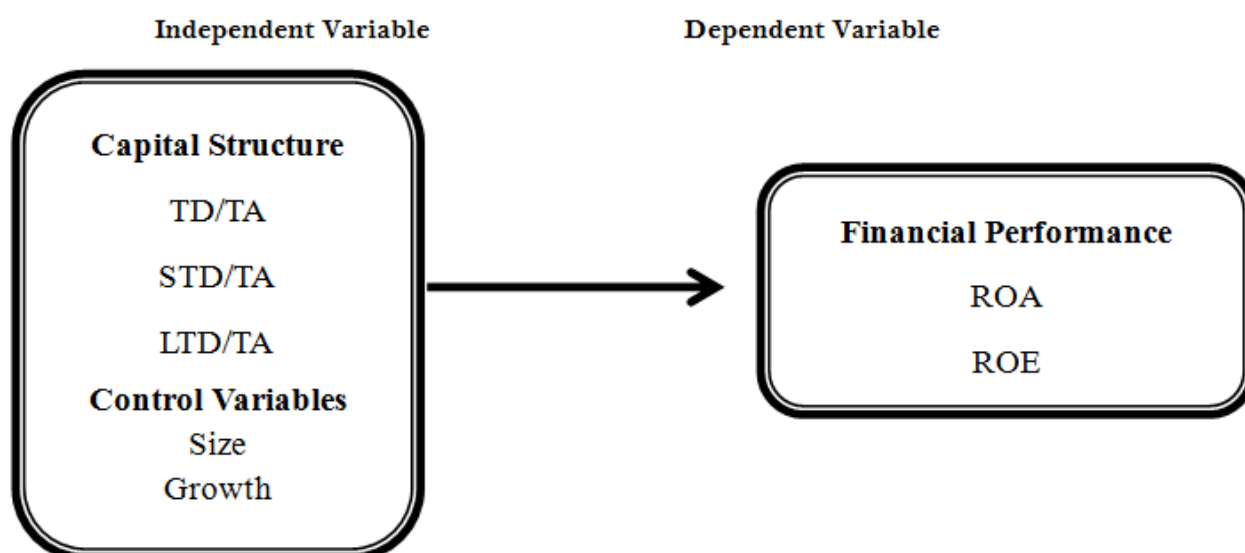 Independent Variable
Dependent Variable
Capital Structure
TD/TA
STD/TA
LTD/TA
Control Variables
Size
Growth
Financial Performance
ROA
ROE